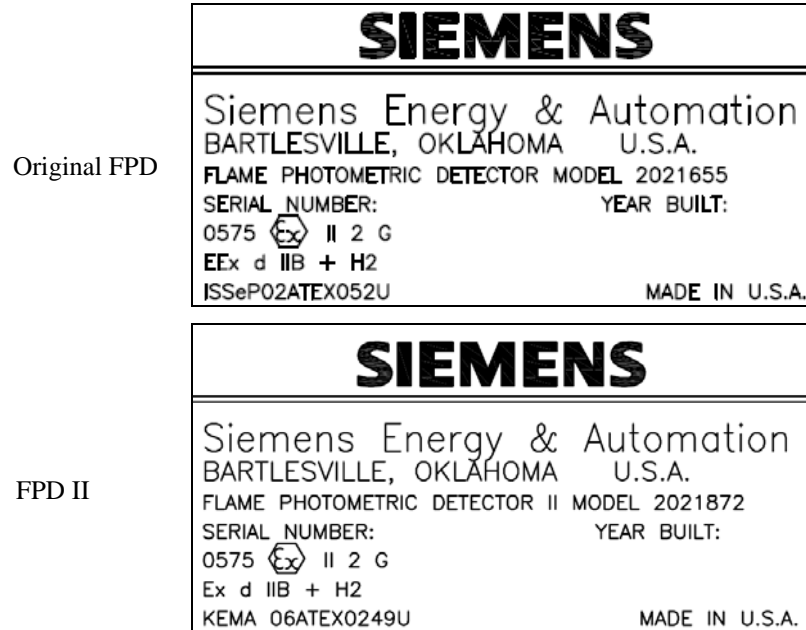 Original FPD
SIEMENS
Siemens Energy & Automation
BARTLESVILLE, OKLAHOMA U.S.A.
FLAME PHOTOMETRIC DETECTOR MODEL 2021655
SERIAL NUMBER: YEAR BUILT:
0575 Ex II 2 G
EEx d IIB + H2
ISSeP02ATEX052U MADE IN U.S.A.
FPD II
SIEMENS
Siemens Energy & Automation
BARTLESVILLE, OKLAHOMA U.S.A.
FLAME PHOTOMETRIC DETECTOR II MODEL 2021872
SERIAL NUMBER: YEAR BUILT:
0575 Ex II 2 G
Ex d IIB + H2
KEMA 06ATEX0249U MADE IN U.S.A.